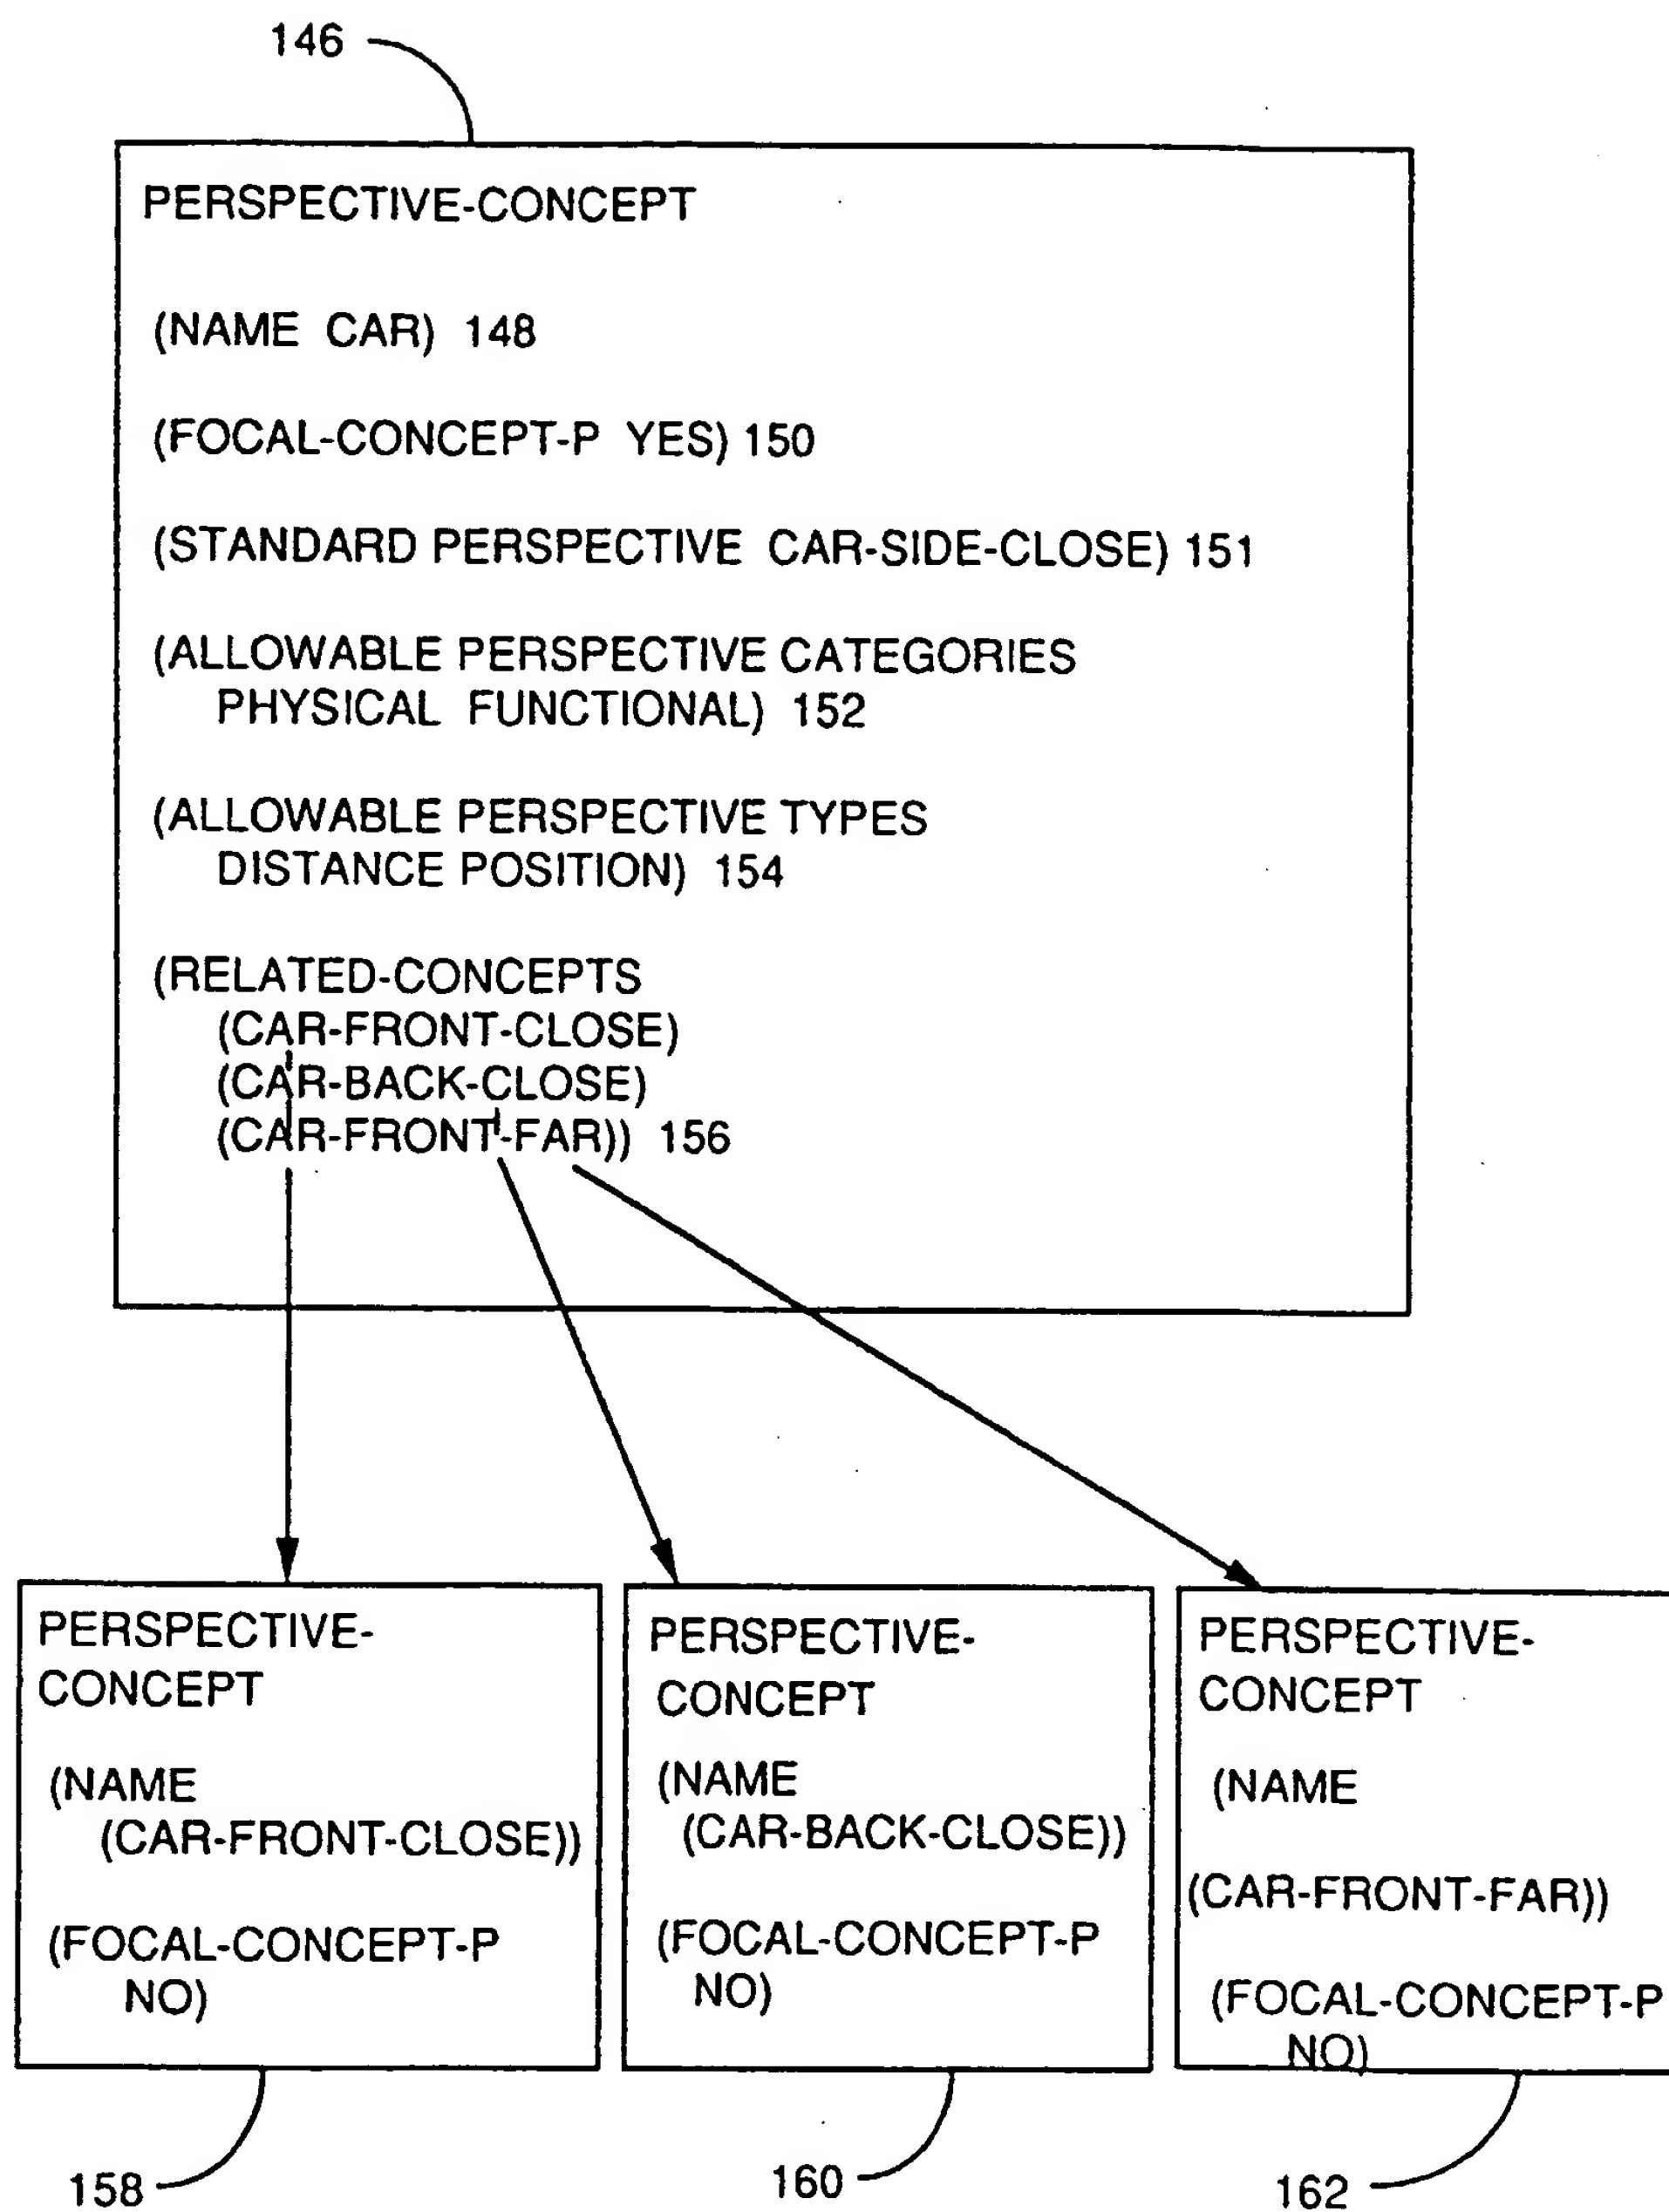 146
PERSPECTIVE-CONCEPT
(NAME CAR) 148
(FOCAL-CONCEPT-P YES) 150
(STANDARD PERSPECTIVE CAR-SIDE-CLOSE) 151
(ALLOWABLE PERSPECTIVE CATEGORIES
PHYSICAL FUNCTIONAL) 152
(ALLOWABLE PERSPECTIVE TYPES
DISTANCE POSITION) 154
(RELATED-CONCEPTS
(CAR-FRONT-CLOSE)
(CAR-BACK-CLOSE)
(CAR-FRONT-FAR)) 156
PERSPECTIVE-
CONCEPT
(NAME
(CAR-FRONT-CLOSE))
(FOCAL-CONCEPT-P
NO)
158
PERSPECTIVE-
CONCEPT
(NAME
(CAR-BACK-CLOSE))
(FOCAL-CONCEPT-P
NO)
160
PERSPECTIVE-
CONCEPT
(NAME
(CAR-FRONT-FAR))
(FOCAL-CONCEPT-P
NO)
162